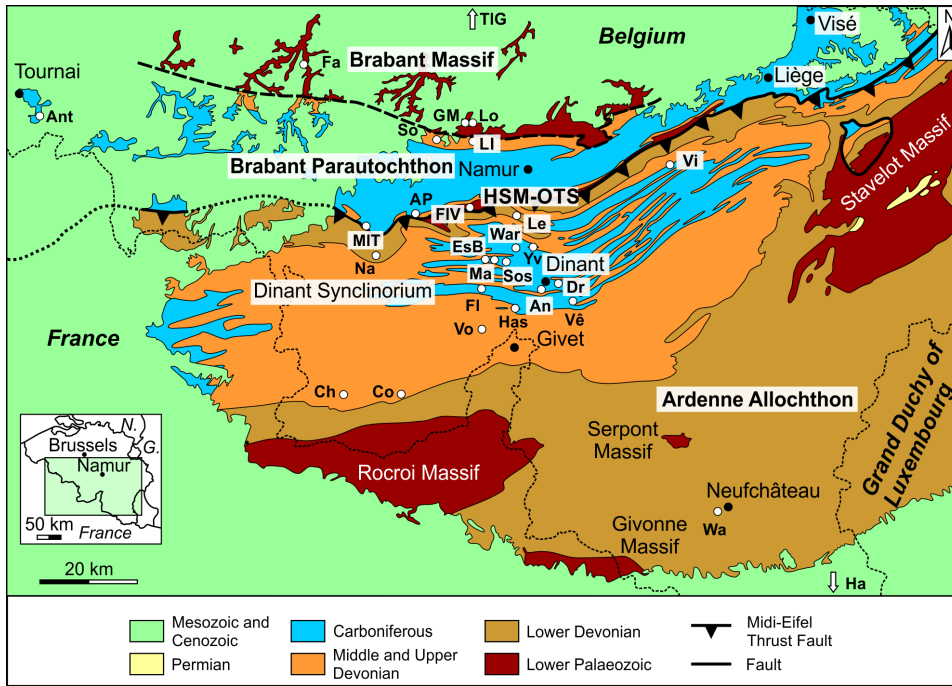 TIG
N
Belgium
Visé
Fa
Brabant Massif
Tournai
Liège
Ant
GM
Lo
So
LI
Brabant Parautochthon
Namur
Vi
Stavelot Massif
HSM-OTS
AP
FIV
Le
MIT
War
EsB
Yv
Na
Ma
Sos
Dinant
Dinant Synclinorium
Dr
Fl
An
Vê
Has
Vo
Givet
France
Ch
Co
Ardenne Allochthon
Grand Duchy of
Luxembourg
Serpont
Massif
Rocroi Massif
Neufchâteau
Wa
Givonne
Massif
Ha
N.
Brussels
G.
Namur
50 km
France
20 km
Mesozoic and
Cenozoic
Permian
Carboniferous
Middle and Upper
Devonian
Lower Devonian
Lower Palaeozoic
Midi-Eifel
Thrust Fault
Fault